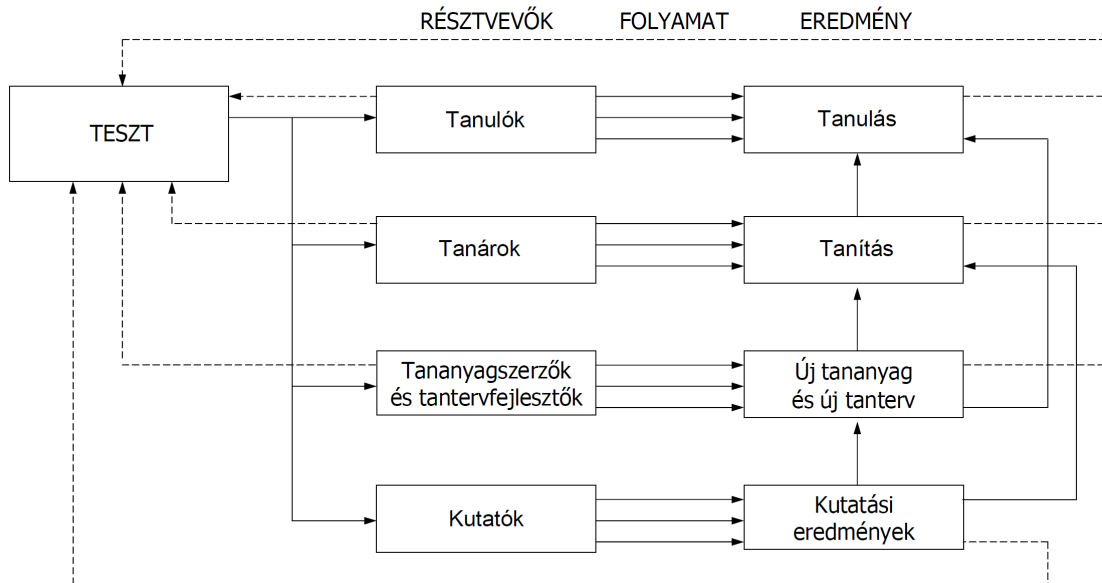 RÉSZTVEVŐK FOLYAMAT EREDMÉNY
TESZT
Tanulók
Tanulás
Tanárok
Tanítás
Tananyagszerzők
és tantervfejlesztők
Új tananyag
és új tanterv
Kutatók
Kutatási
eredmények